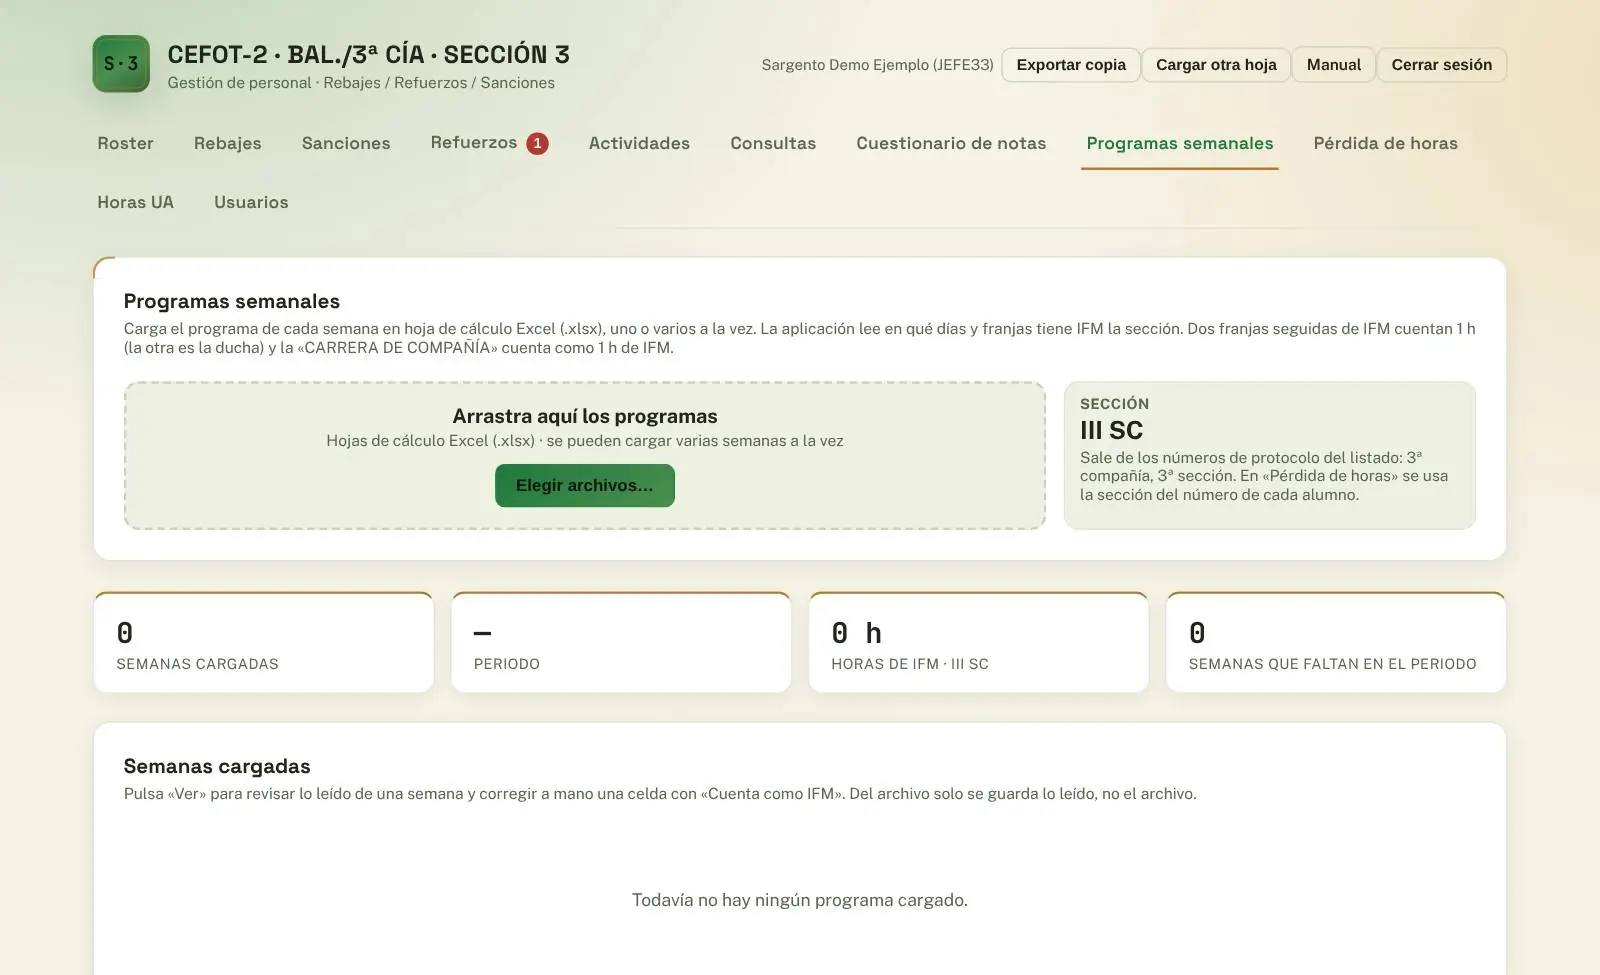 S·3
CEFOT-2 · BAL./3ª CÍA · SECCIÓN 3
Gestión de personal · Rebajes / Refuerzos / Sanciones
Sargento Demo Ejemplo (JEFE33)
Exportar copia
Cargar otra hoja
Manual
Cerrar sesión
Roster
Rebajes
Sanciones
Refuerzos 1
Actividades
Consultas
Cuestionario de notas
Programas semanales
Pérdida de horas
Horas UA
Usuarios
Programas semanales
Carga el programa de cada semana en hoja de cálculo Excel (.xlsx), uno o varios a la vez. La aplicación lee en qué días y franjas tiene IFM la sección. Dos franjas seguidas de IFM cuentan 1 h
(la otra es la ducha) y la «CARRERA DE COMPAÑÍA» cuenta como 1 h de IFM.
Arrastra aquí los programas
Hojas de cálculo Excel (.xlsx) · se pueden cargar varias semanas a la vez
Elegir archivos…
SECCIÓN
III SC
Sale de los números de protocolo del listado: 3ª
compañía, 3ª sección. En «Pérdida de horas» se usa
la sección del número de cada alumno.
0
SEMANAS CARGADAS
—
PERIODO
0 h
HORAS DE IFM · III SC
0
SEMANAS QUE FALTAN EN EL PERIODO
Semanas cargadas
Pulsa «Ver» para revisar lo leído de una semana y corregir a mano una celda con «Cuenta como IFM». Del archivo solo se guarda lo leído, no el archivo.
Todavía no hay ningún programa cargado.